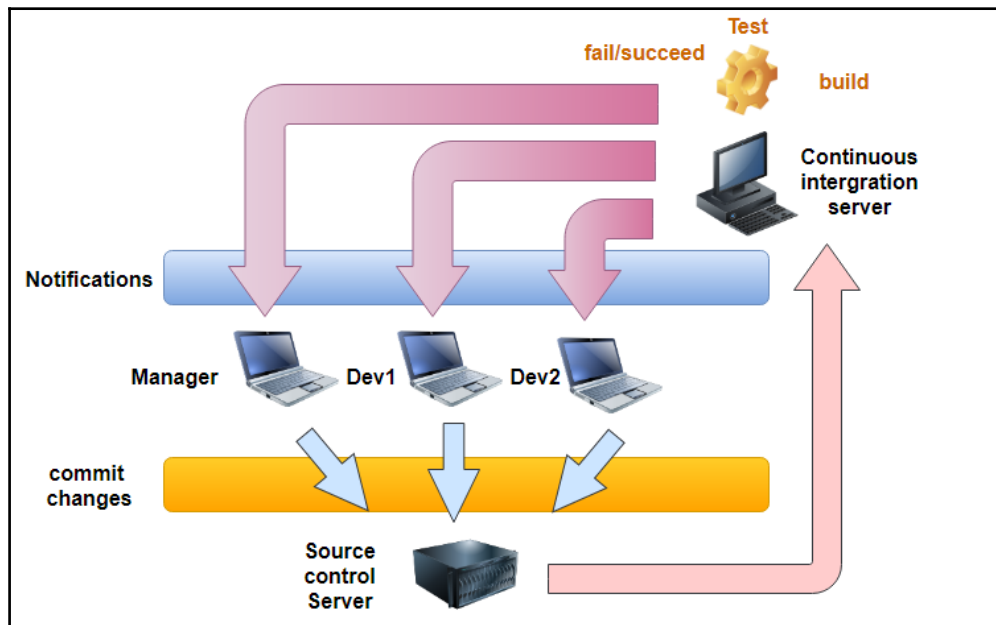 Test
fail/succeed
build
Continuous
intergration
server
Notifications
Manager
Dev1
Dev2
commit
changes
Source
control
Server